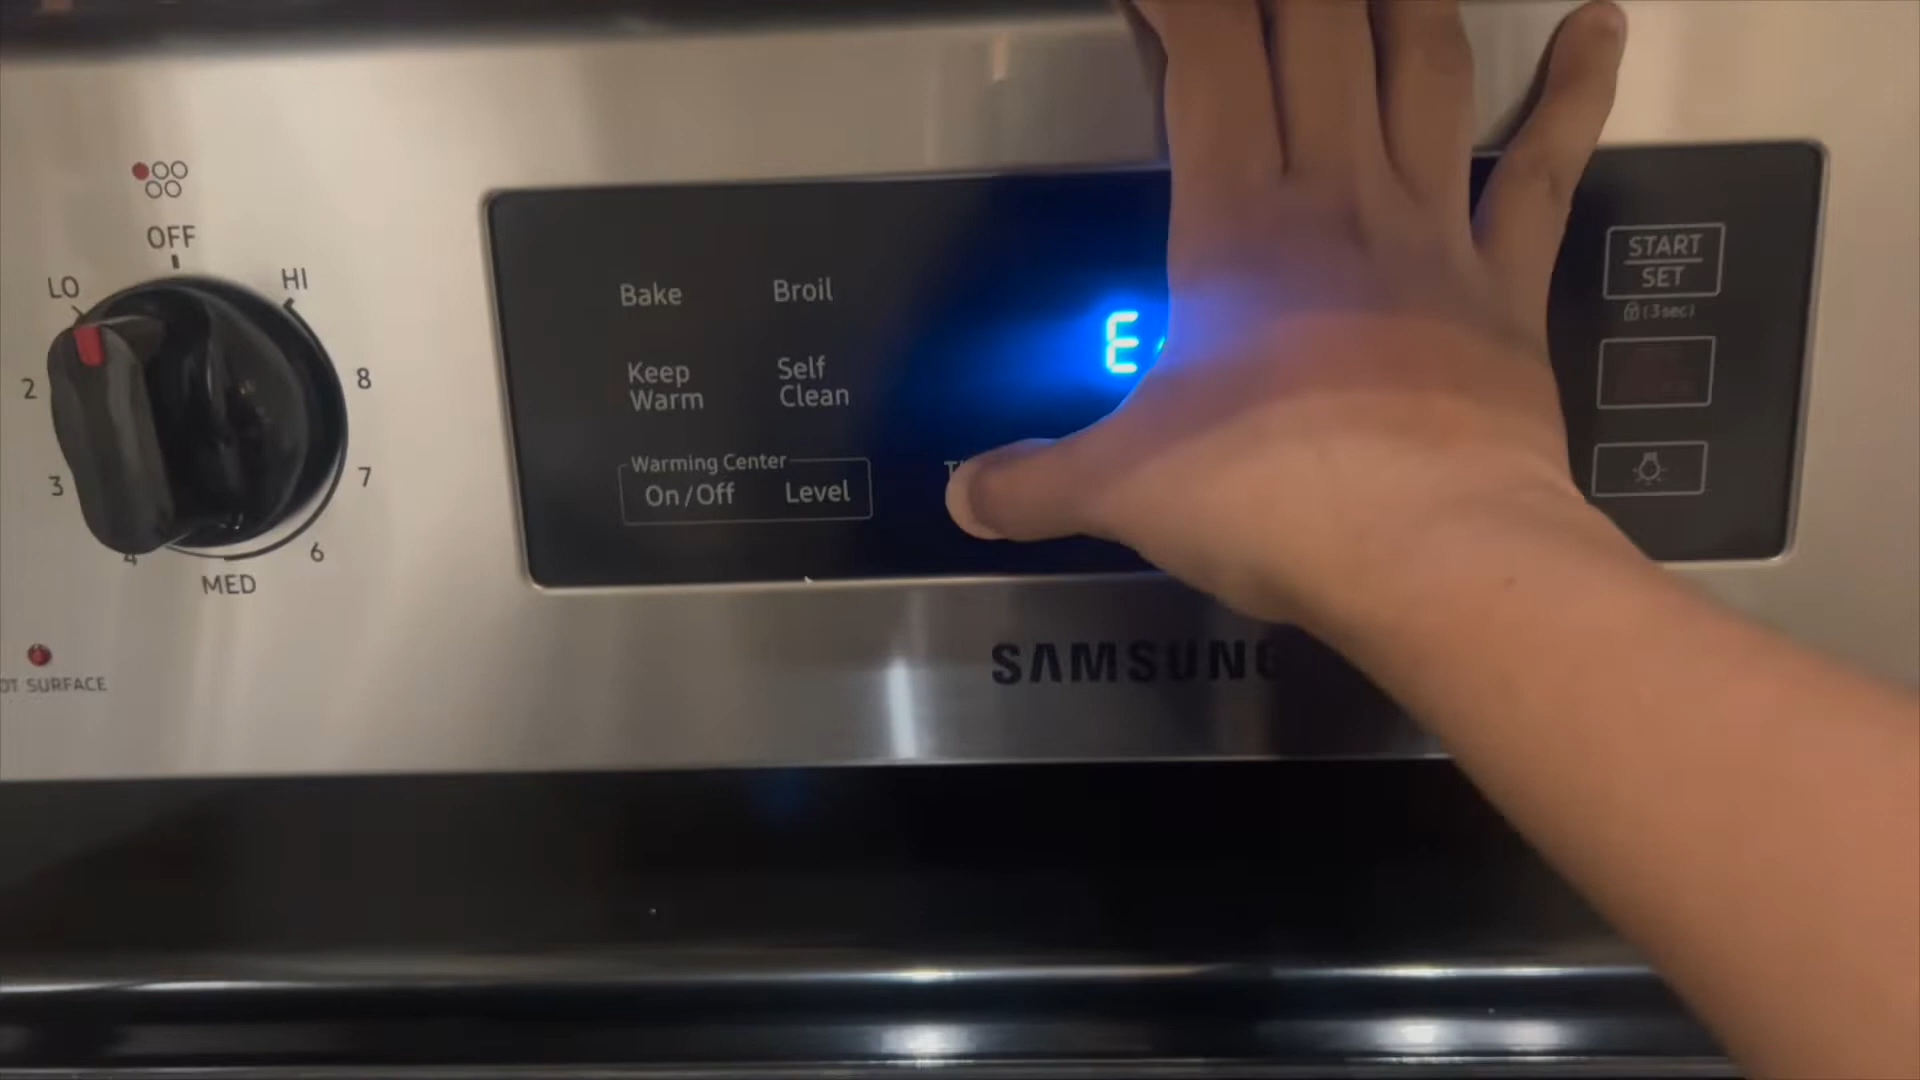 OFF
LO
HI
2
8
3
7
4
6
MED
Bake
Broil
Keep
Warm
Self
Clean
Warming Center
On/Off
Level
E
START
SET
(3sec)
SAMSUNG
SURFACE